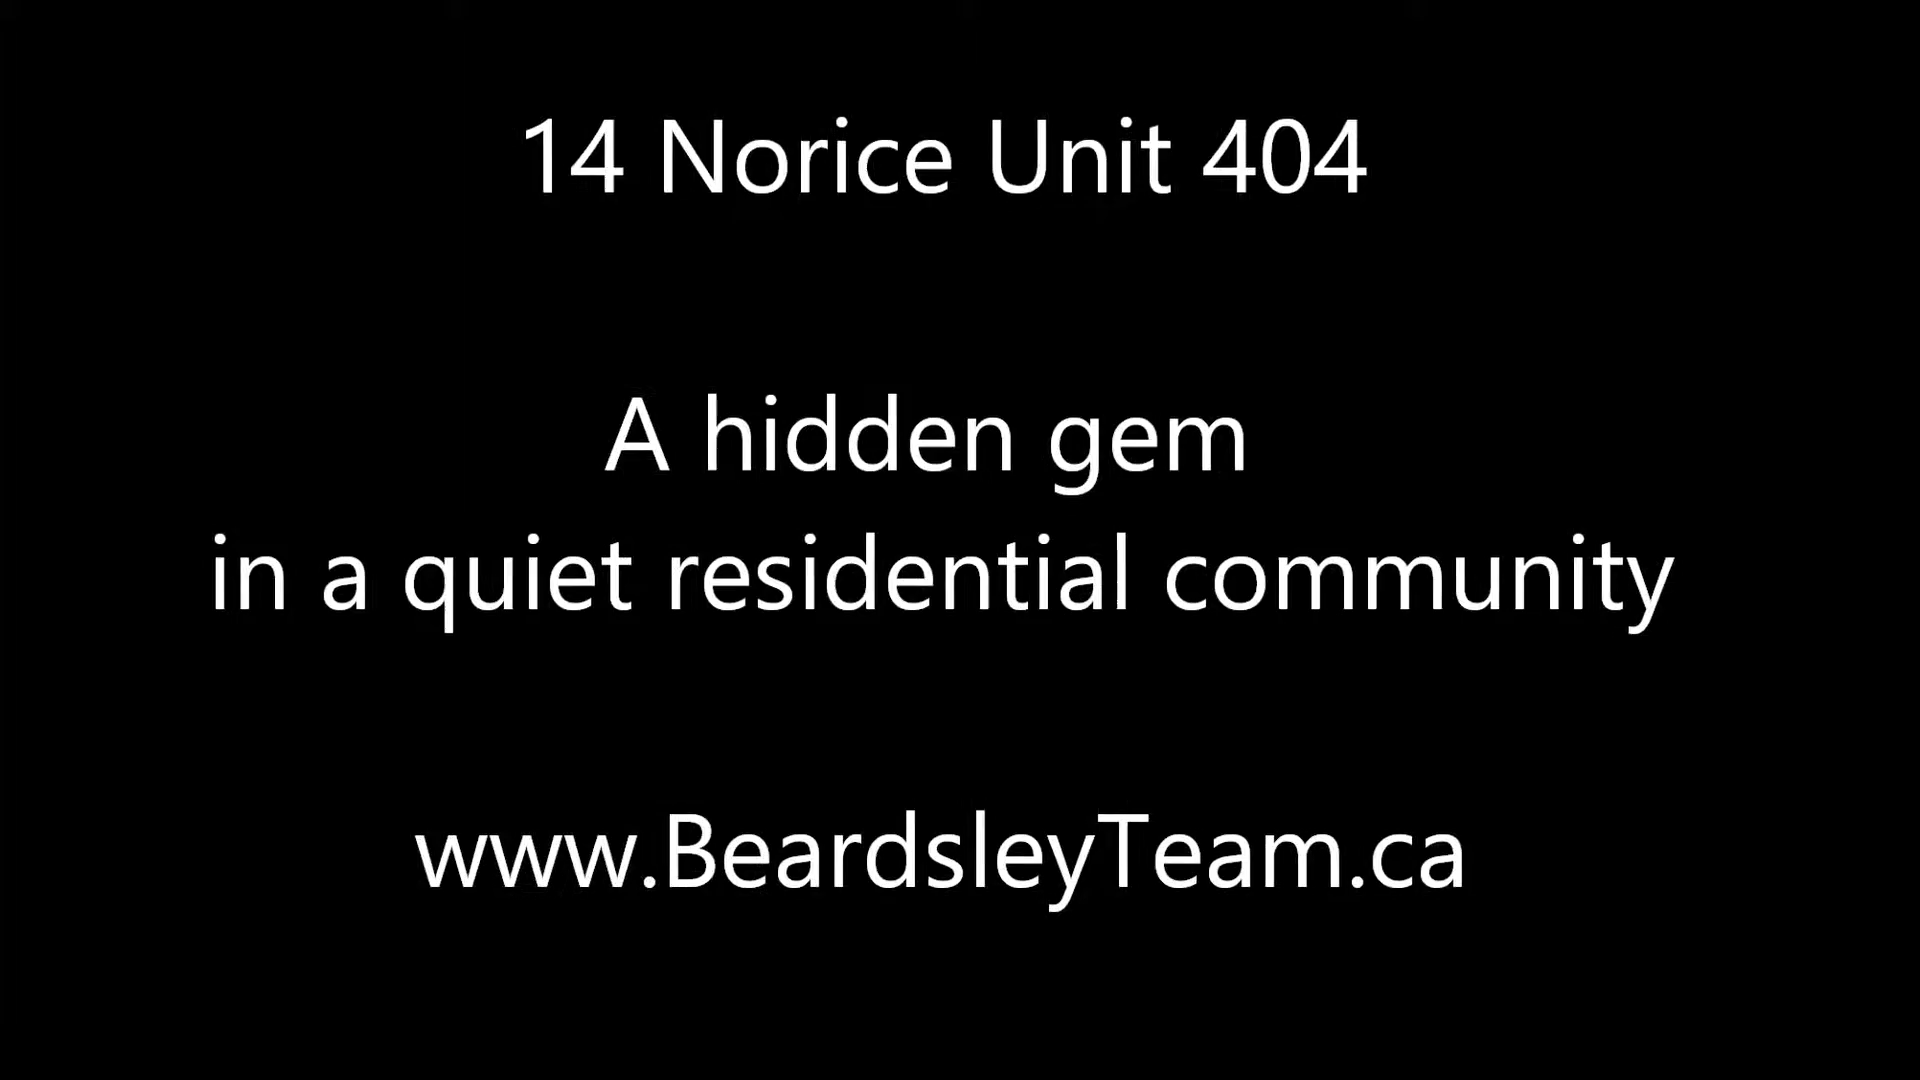 14 Norice Unit 404
A hidden gem
in a quiet residential community
www.BeardsleyTeam.ca